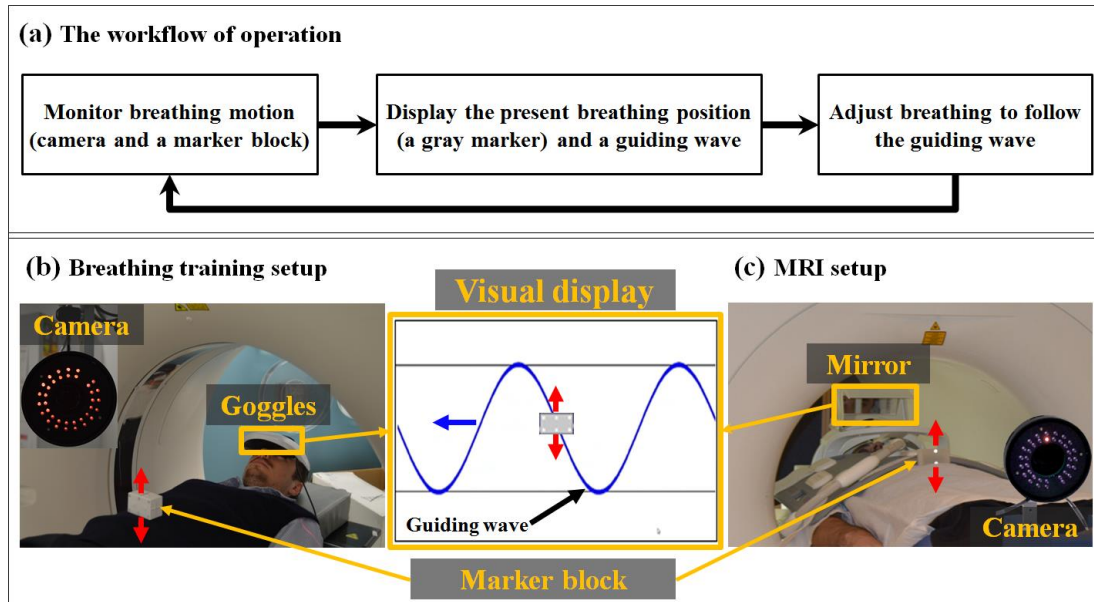 (a) The workflow of operation
Monitor breathing motion
(camera and a marker block)
Display the present breathing position
(a gray marker) and a guiding wave
Adjust breathing to follow
the guiding wave
(b) Breathing training setup
(c) MRI setup
Visual display
Camera
Goggles
Mirror
Guiding wave
Camera
Marker block